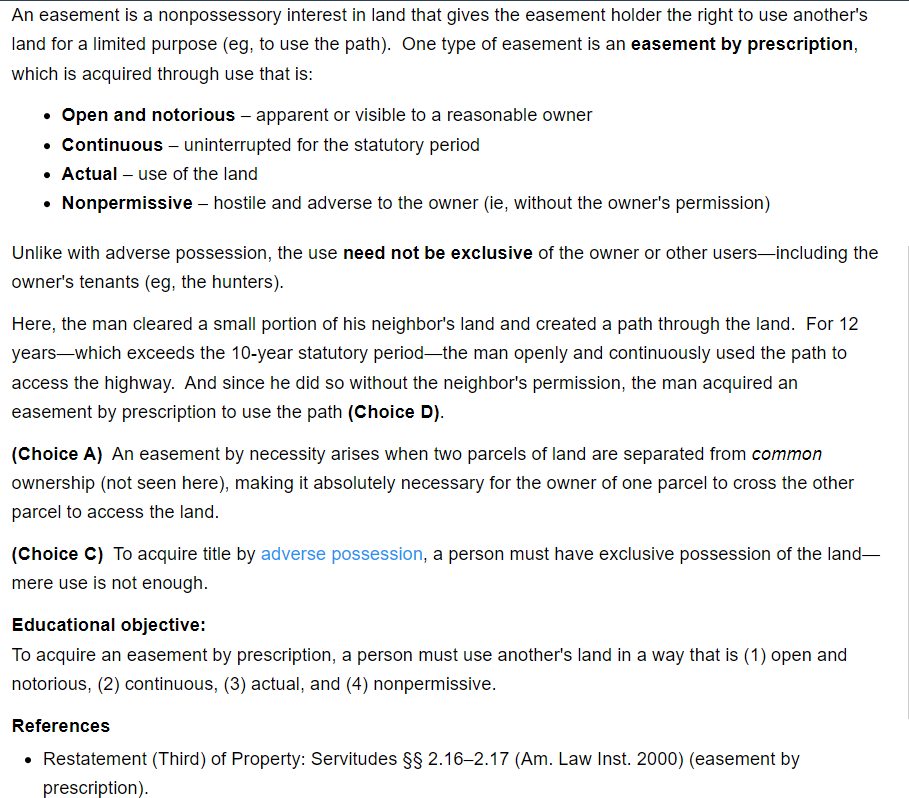 An easement is a nonpossessory interest in land that gives the easement holder the right to use another's
land for a limited purpose (eg, to use the path).  One type of easement is an easement by prescription,
which is acquired through use that is:
• Open and notorious – apparent or visible to a reasonable owner
• Continuous – uninterrupted for the statutory period
• Actual – use of the land
• Nonpermissive – hostile and adverse to the owner (ie, without the owner's permission)
Unlike with adverse possession, the use need not be exclusive of the owner or other users—including the
owner's tenants (eg, the hunters).
Here, the man cleared a small portion of his neighbor's land and created a path through the land.  For 12
years—which exceeds the 10-year statutory period—the man openly and continuously used the path to
access the highway.  And since he did so without the neighbor's permission, the man acquired an
easement by prescription to use the path (Choice D).
(Choice A)  An easement by necessity arises when two parcels of land are separated from common
ownership (not seen here), making it absolutely necessary for the owner of one parcel to cross the other
parcel to access the land.
(Choice C)  To acquire title by adverse possession, a person must have exclusive possession of the land—
mere use is not enough.
Educational objective:
To acquire an easement by prescription, a person must use another's land in a way that is (1) open and
notorious, (2) continuous, (3) actual, and (4) nonpermissive.
References
• Restatement (Third) of Property: Servitudes §§ 2.16–2.17 (Am. Law Inst. 2000) (easement by
prescription).